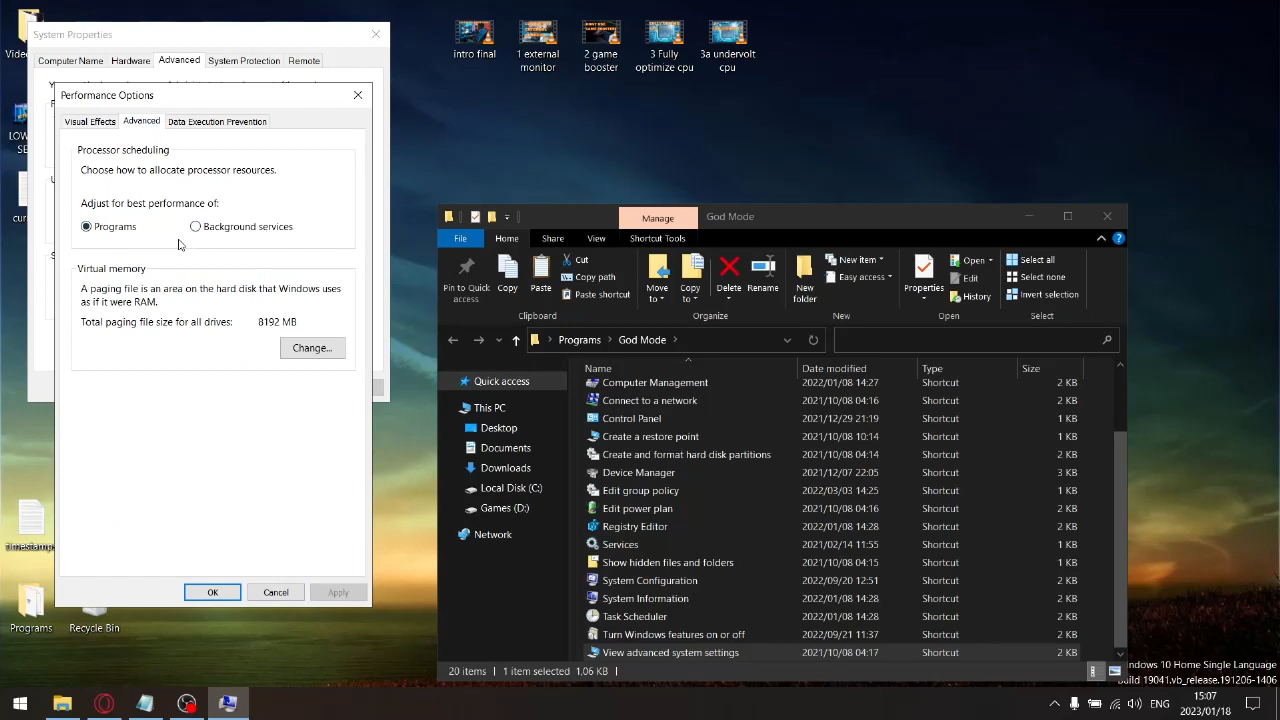 System Properties
Computer Name
Hardware
Advanced
System Protection
Remote
Performance Options
Visual Effects
Advanced
Data Execution Prevention
Processor scheduling
Choose how to allocate processor resources.
Adjust for best performance of:
Programs
Background services
Virtual memory
A paging file is an area on the hard disk that Windows uses
as if it were RAM.
Total paging file size for all drives: 8192 MB
Change...
OK
Cancel
Apply
intro final
1 external
monitor
2 game
booster
3 Fully
optimize cpu
3a undervolt
cpu
Manage
God Mode
File
Home
Share
View
Shortcut Tools
Pin to Quick
access
Copy
Paste
Cut
Copy path
Paste shortcut
Clipboard
Move
to
Copy
to
Delete
Rename
Organize
New
folder
New item
Easy access
New
Properties
Open
Edit
History
Open
Select all
Select none
Invert selection
Select
Programs
God Mode
Quick access
This PC
Desktop
Documents
Downloads
Local Disk (C:)
Games (D:)
Network
Name Date modified Type Size
Computer Management 2022/01/08 14:27 Shortcut 2 KB
Connect to a network 2021/10/08 04:16 Shortcut 2 KB
Control Panel 2021/12/29 21:19 Shortcut 1 KB
Create a restore point 2021/10/08 10:14 Shortcut 2 KB
Create and format hard disk partitions 2021/10/08 04:14 Shortcut 2 KB
Device Manager 2021/12/07 22:05 Shortcut 3 KB
Edit group policy 2022/03/03 14:25 Shortcut 1 KB
Edit power plan 2021/10/08 04:16 Shortcut 2 KB
Registry Editor 2022/01/08 14:28 Shortcut 1 KB
Services 2021/02/14 11:55 Shortcut 1 KB
Show hidden files and folders 2021/10/08 04:15 Shortcut 1 KB
System Configuration 2022/09/20 12:51 Shortcut 2 KB
System Information 2022/01/08 14:28 Shortcut 2 KB
Task Scheduler 2022/01/08 14:28 Shortcut 2 KB
Turn Windows features on or off 2022/09/21 11:37 Shortcut 2 KB
View advanced system settings 2021/10/08 04:17 Shortcut 2 KB
20 items
1 item selected 1,06 KB
Video
LOW
SE
cur
timestamps
Programs
Recycle Bin
indows 10 Home Single Language
build 19041.vb_release.191206-1406
ENG
15:07
2023/01/18